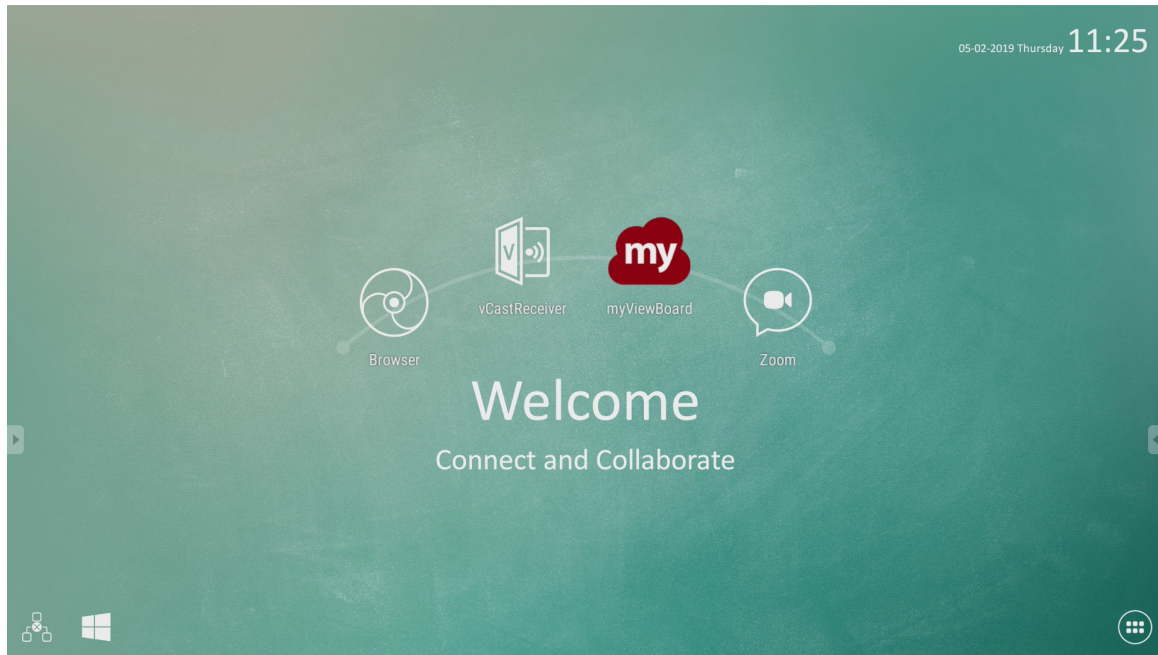 05-02-2019 Thursday 11:25
V
my
vCastReceiver
myViewBoard
Browser
Zoom
Welcome
Connect and Collaborate